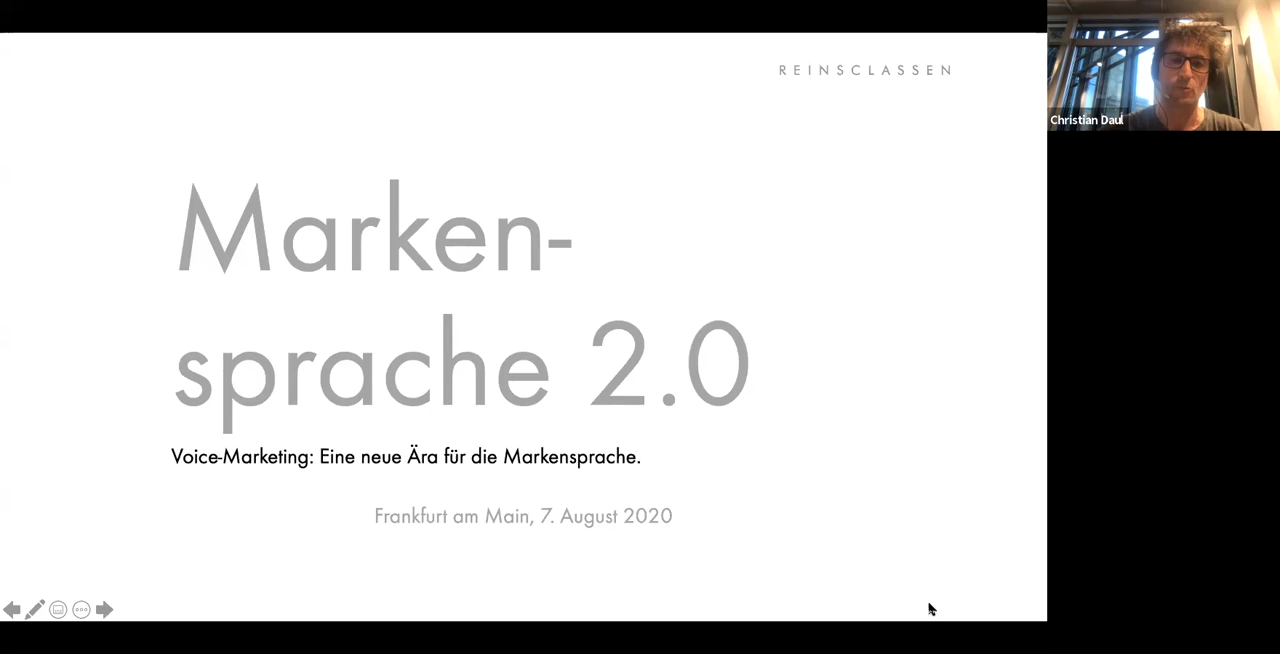 REINSCLASSEN
Christian Daul
Marken-
sprache 2.0
Voice-Marketing: Eine neue Ära für die Markensprache.
Frankfurt am Main, 7. August 2020